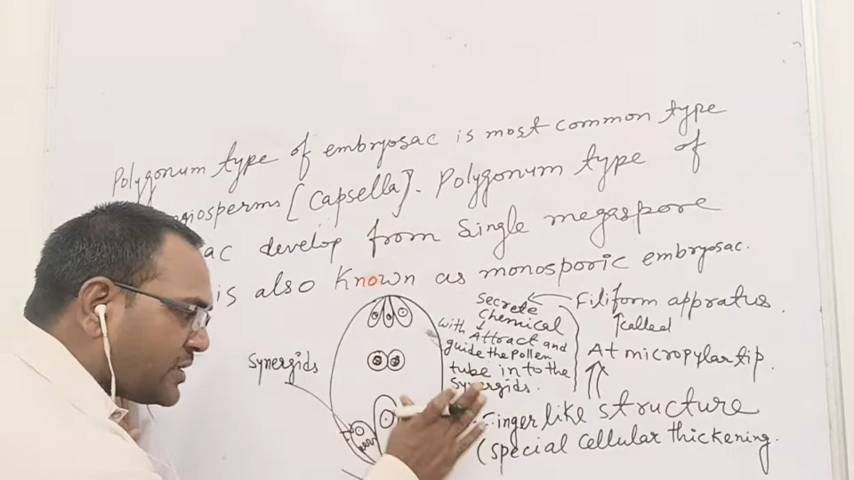 Polygonum type of embryosac is most common type
giosperms [Capsella]. Polygonum type of
ac develop from Single megaspore
is also known as monosporic embryosac.
Secrete Filiform appratus
chemical called
with Attract and
guide the Pollen At micropylar tip.
tube in to the
Synergids.
Synergids
Finger like structure
(special cellular thickening.